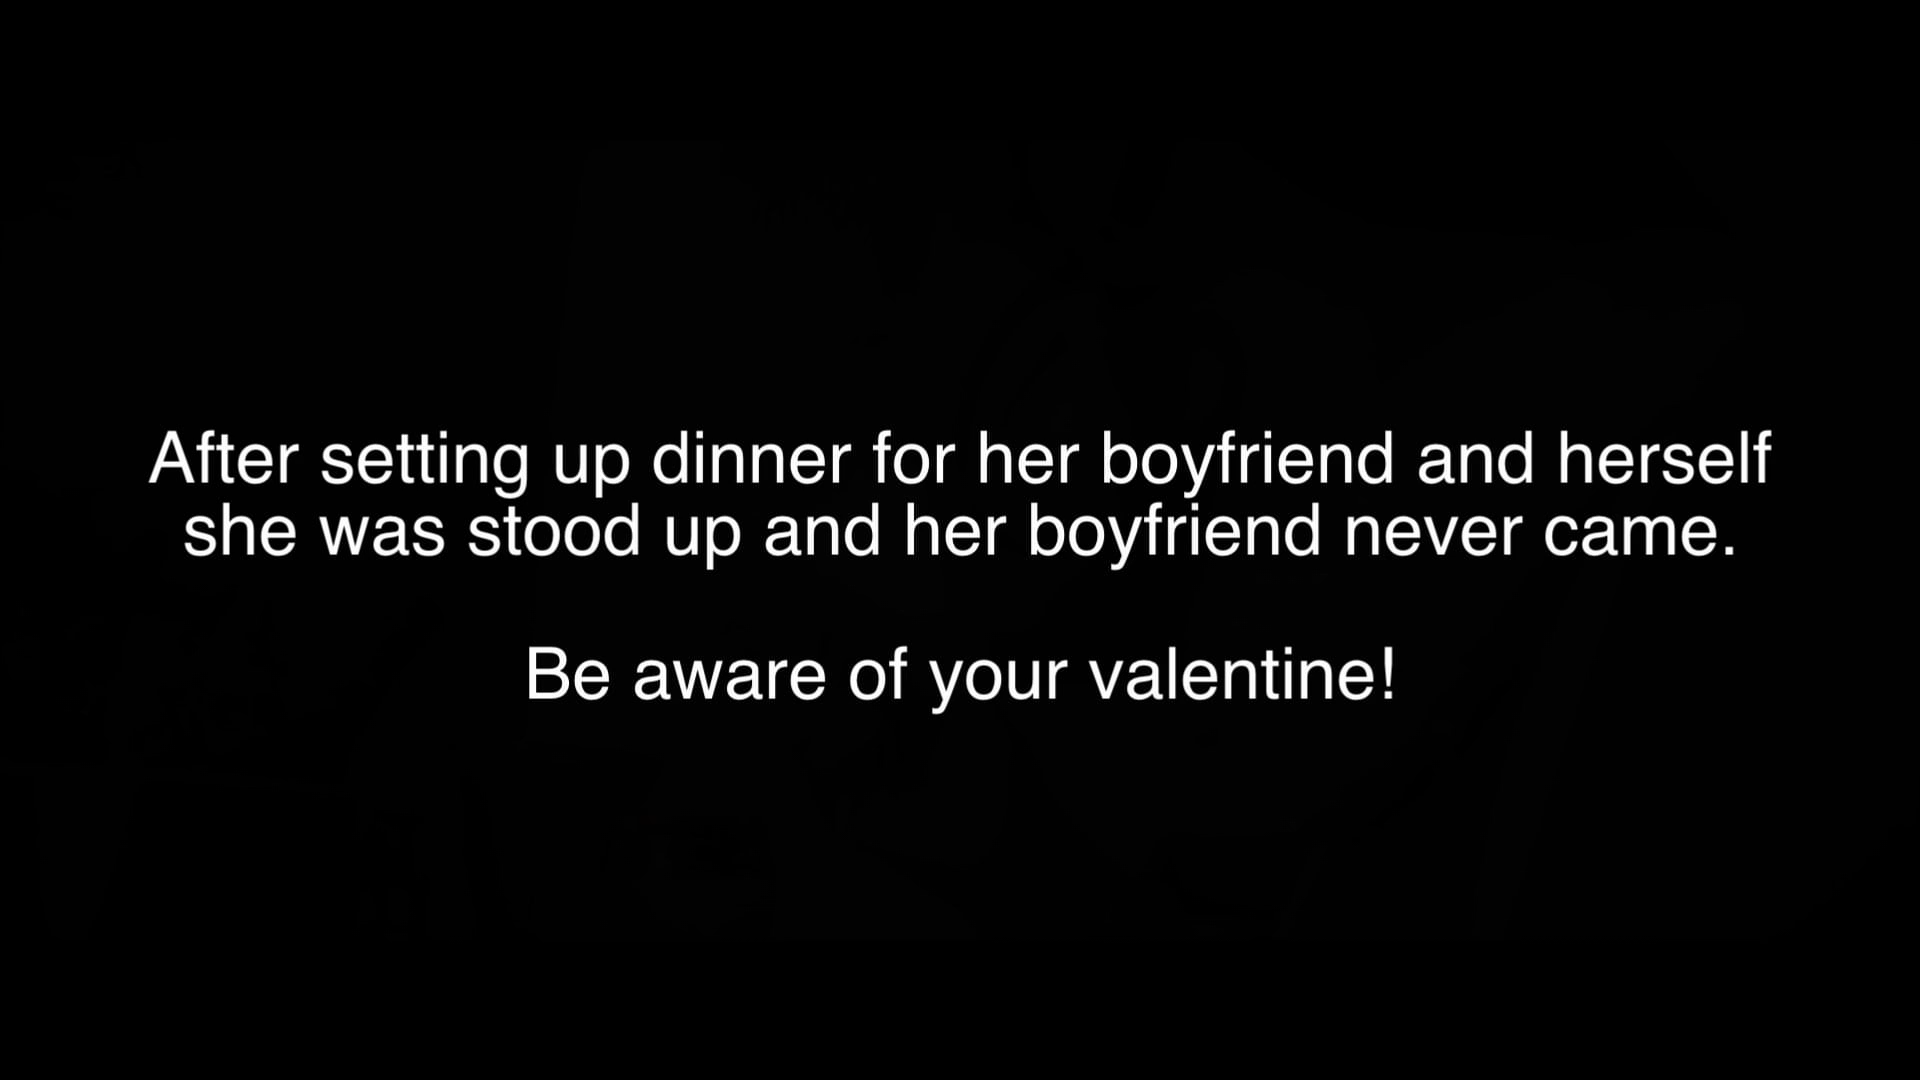 After setting up dinner for her boyfriend and herself
she was stood up and her boyfriend never came.
Be aware of your valentine!